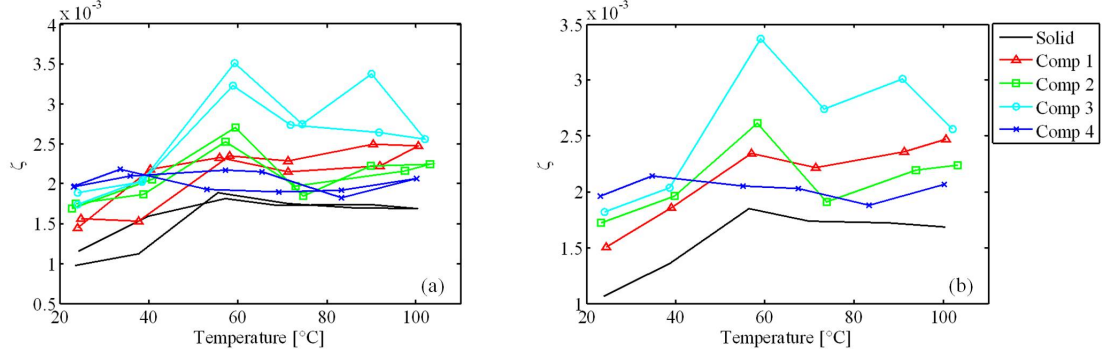 x 10⁻³
4
3.5
3
2.5
2
1.5
1
0.5
ζ
20 40 60 80 100
Temperature [°C]
(a)
x 10⁻³
3.5
3
2.5
2
1.5
1
ζ
20 40 60 80 100
Temperature [°C]
(b)
Solid
Comp 1
Comp 2
Comp 3
Comp 4